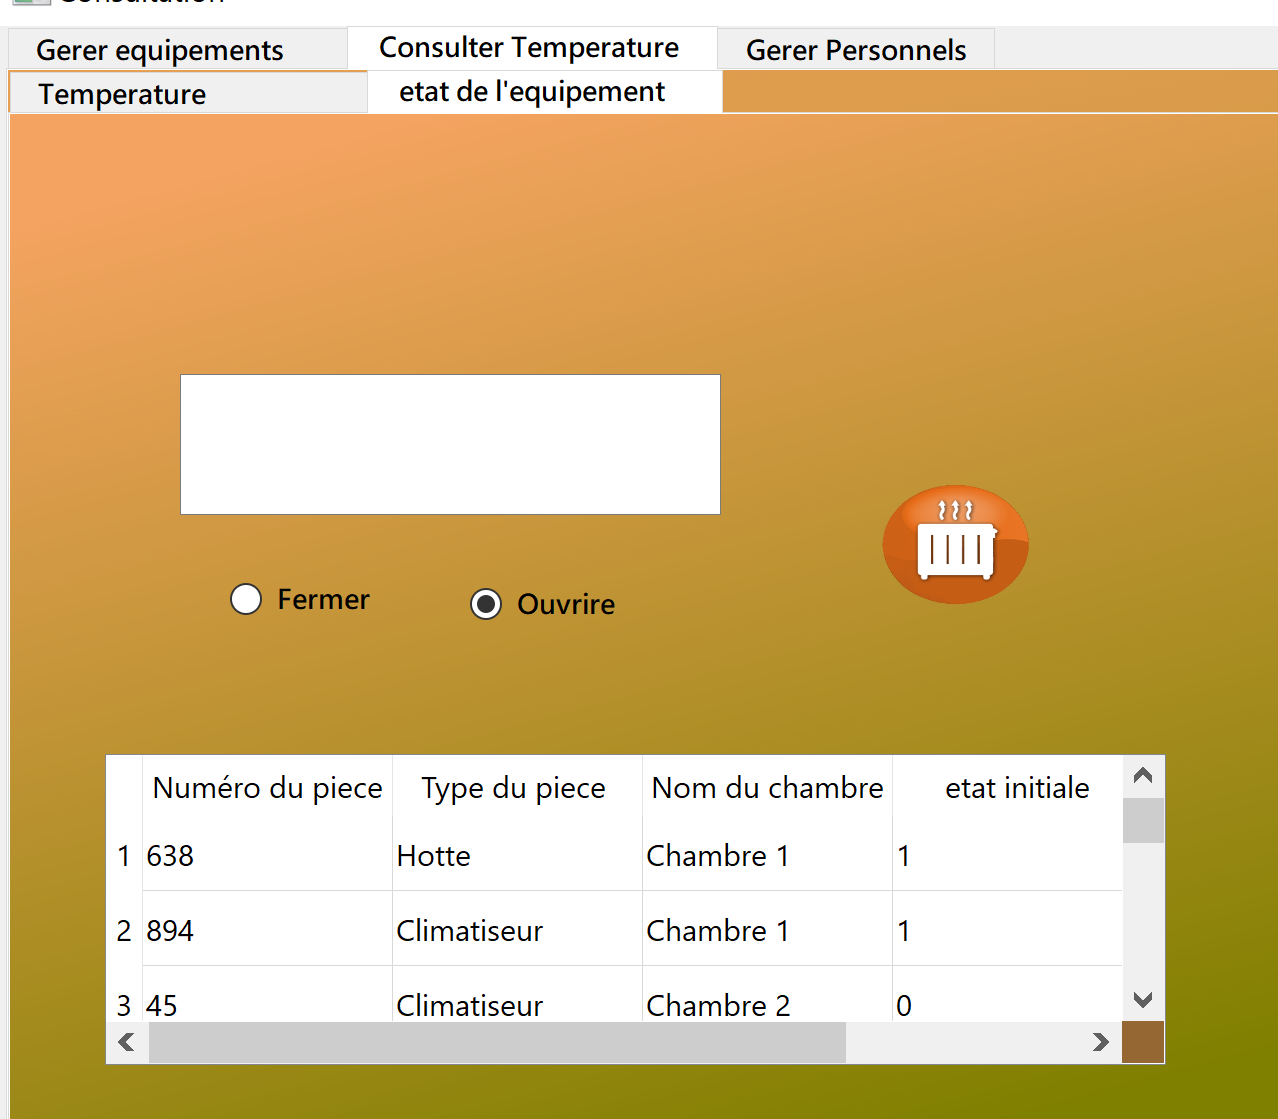 Consultation
Gerer equipements Consulter Temperature Gerer Personnels
Temperature etat de l'equipement
Fermer Ouvrire
Numéro du piece Type du piece Nom du chambre etat initiale
1 638 Hotte Chambre 1 1
2 894 Climatiseur Chambre 1 1
3 45 Climatiseur Chambre 2 0